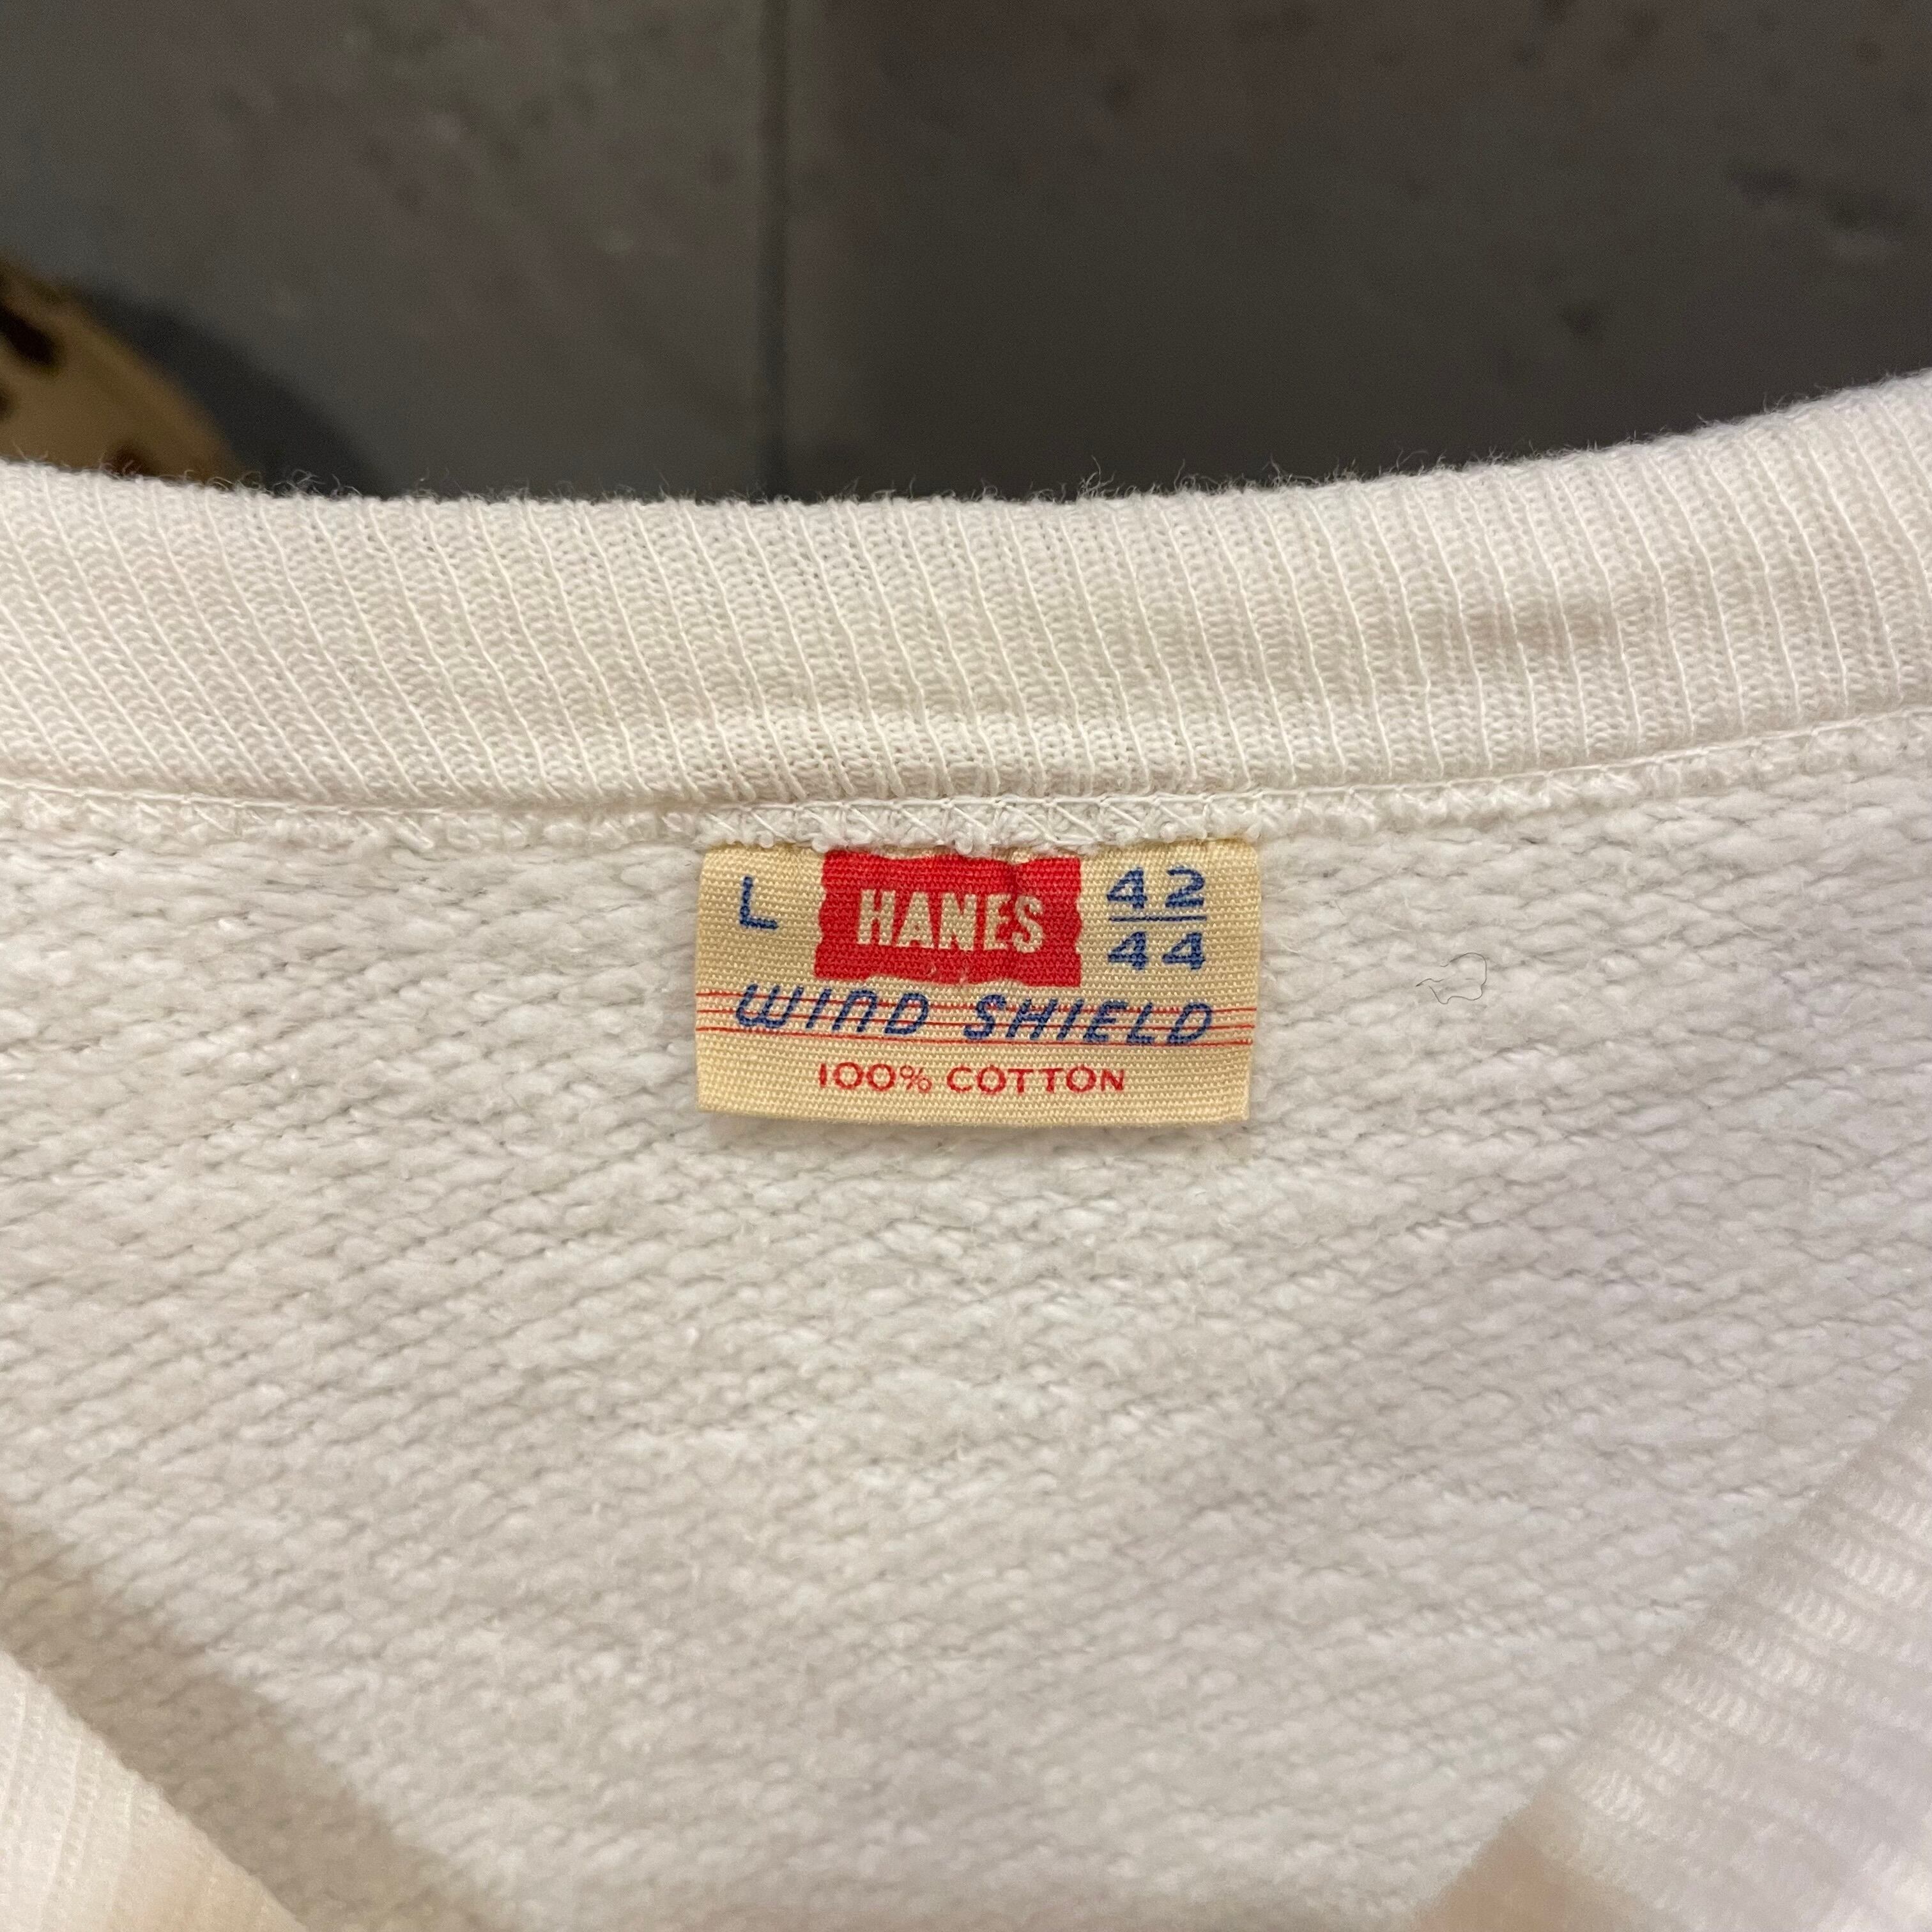 L HANES 42
44
WIND SHIELD
100% COTTON